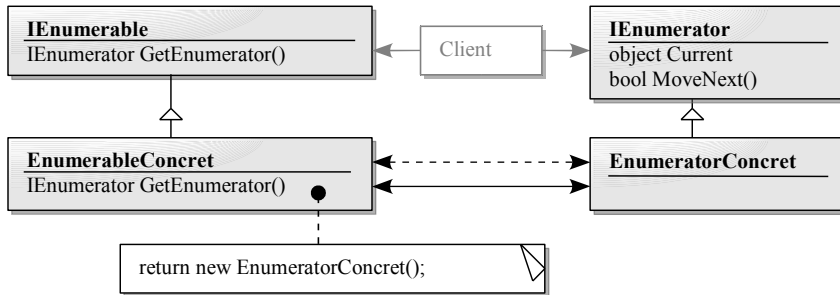 IEnumerable
IEnumerator GetEnumerator()
Client
IEnumerator
object Current
bool MoveNext()
EnumerableConcret
IEnumerator GetEnumerator()
EnumeratorConcret
return new EnumeratorConcret();